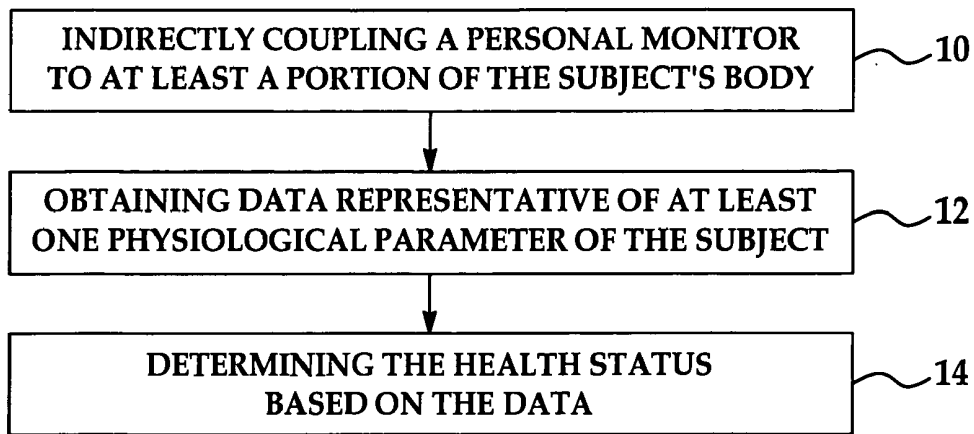 INDIRECTLY COUPLING A PERSONAL MONITOR
TO AT LEAST A PORTION OF THE SUBJECT'S BODY
10
OBTAINING DATA REPRESENTATIVE OF AT LEAST
ONE PHYSIOLOGICAL PARAMETER OF THE SUBJECT
12
DETERMINING THE HEALTH STATUS
BASED ON THE DATA
14